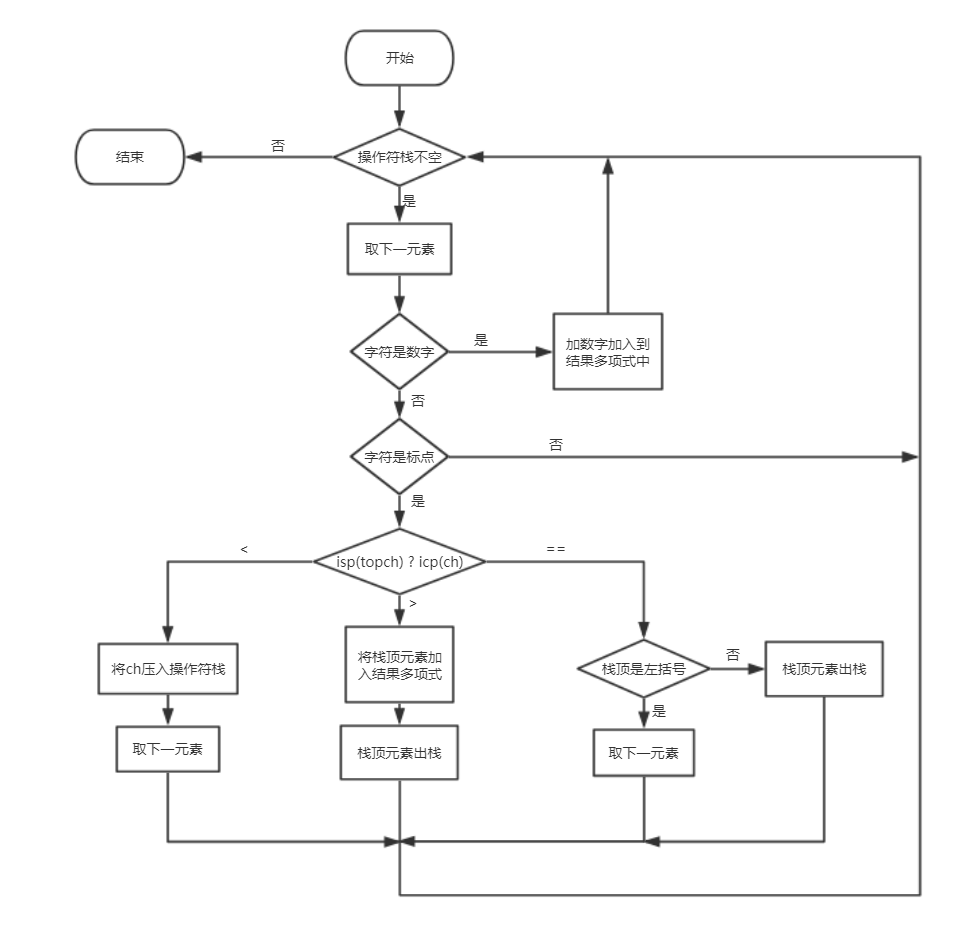 开始
结束
否
操作符栈不空
是
取下一元素
字符是数字
是
加数字加入到
结果多项式中
否
字符是标点
否
是
<
isp(topch) ? icp(ch)
==
>
将ch压入操作符栈
将栈顶元素加
入结果多项式
栈顶是左括号
否
栈顶元素出栈
是
取下一元素
栈顶元素出栈
取下一元素